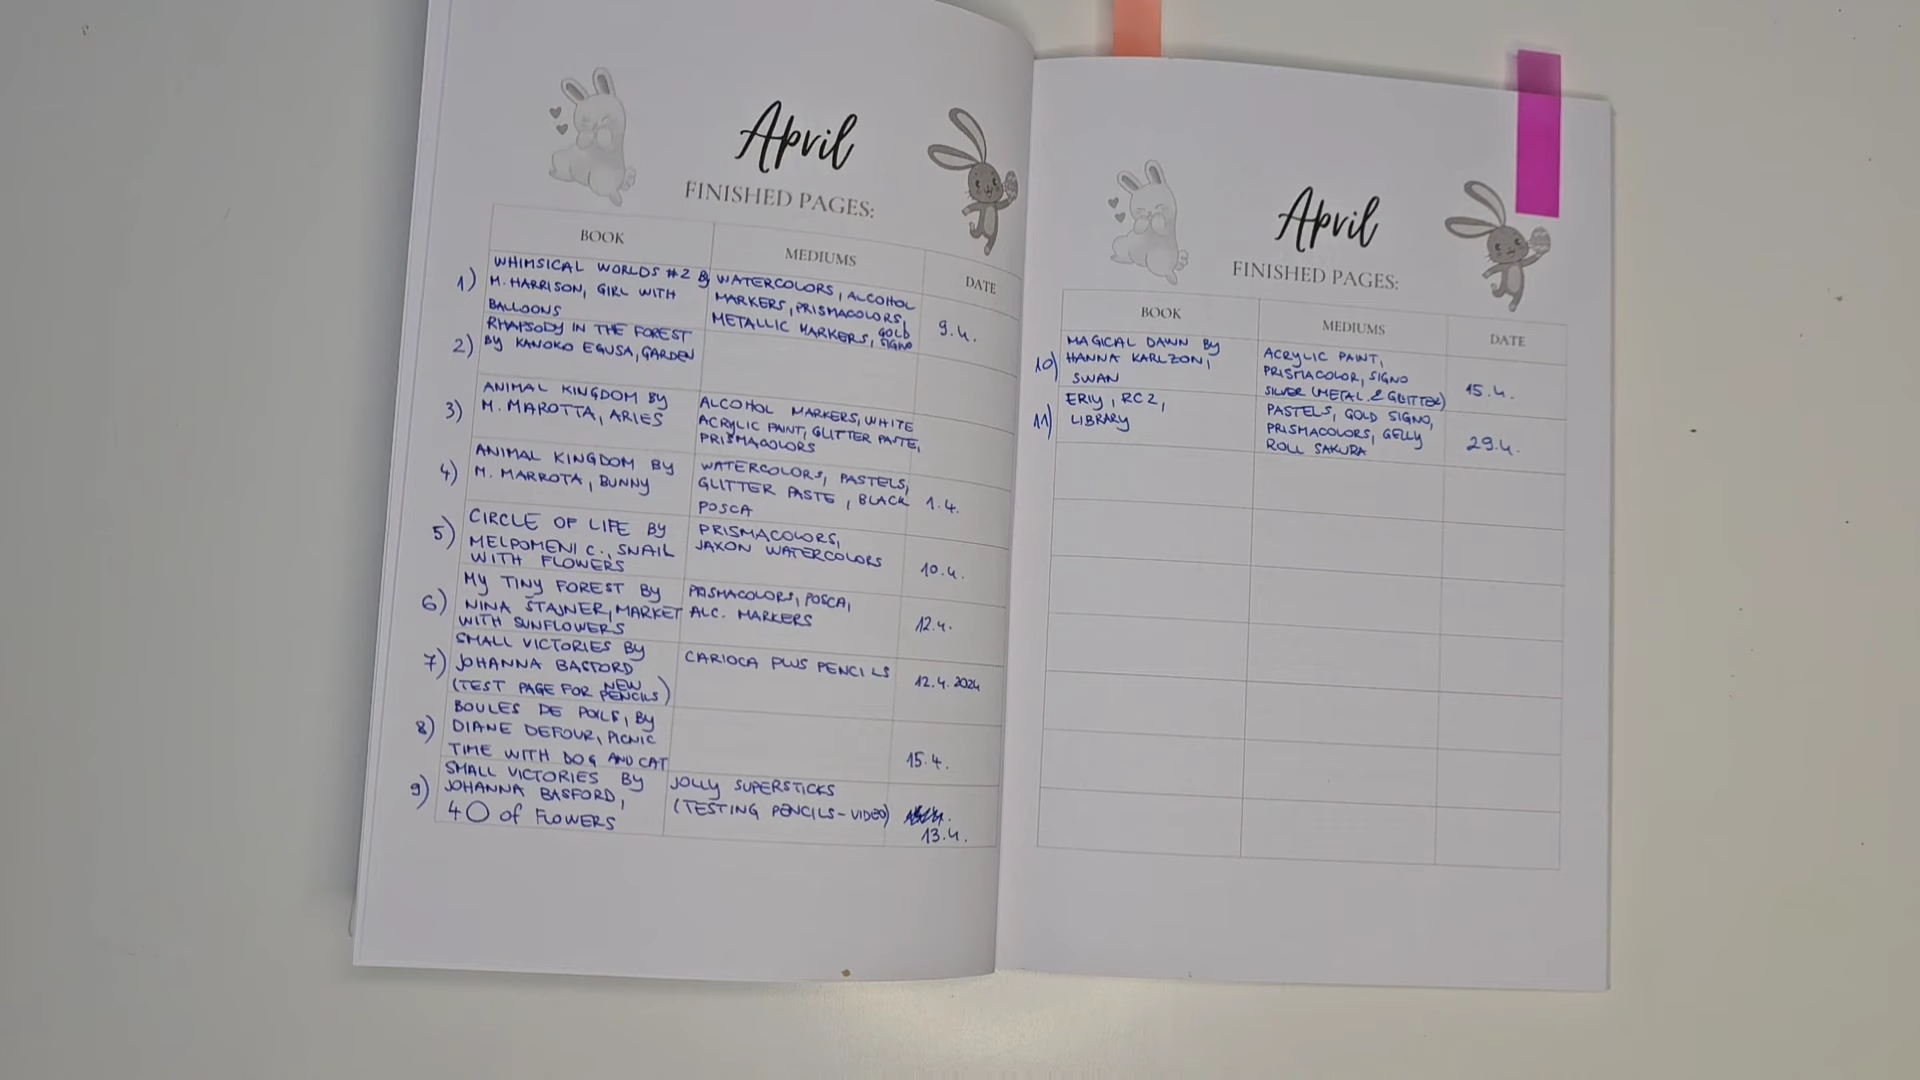 April
FINISHED PAGES:
BOOK
MEDIUMS
DATE
1)
WHIMSICAL WORLDS #2 By
M. HARRISON, GIRL WITH
BALLOONS
WATERCOLORS, ALCOHOL
MARKERS, PRISMACOLORS,
METALLIC MARKERS, GOLD
SIGNO
9.4.
2)
RHAPSODY IN THE FOREST
By KANOKO EGUSA, GARDEN
3)
ANIMAL KINGDOM BY
M. MAROTTA, ARIES
ALCOHOL MARKERS, WHITE
ACRYLIC PAINT, GLITTER PASTE,
PRISMACOLORS
4)
ANIMAL KINGDOM BY
M. MARROTA, BUNNY
WATERCOLORS, PASTELS,
GLITTER PASTE, BLACK
POSCA
1.4.
5)
CIRCLE OF LIFE BY
MELPOMENI C., SNAIL
WITH FLOWERS
PRISMACOLORS,
JAXON WATERCOLORS
10.4.
6)
MY TINY FOREST BY
NINA ŠTAJNER, MARKET
WITH SUNFLOWERS
PRISMACOLORS, POSCA,
ALC. MARKERS
12.4.
7)
SMALL VICTORIES BY
JOHANNA BASFORD
(TEST PAGE FOR NEW
PENCILS)
CARIOCA PLUS PENCILS
12.4.2024
8)
BOULES DE POILS, By
DIANE DEFOUR, PICNIC
TIME WITH DOG AND CAT
15.4.
9)
SMALL VICTORIES BY
JOHANNA BASFORD,
4 of FLOWERS
JOLLY SUPERSTICKS
(TESTING PENCILS-VIDEO)
13.4.
April
FINISHED PAGES:
BOOK
MEDIUMS
DATE
10)
MAGICAL DAWN By
HANNA KARLZON,
SWAN
ACRYLIC PAINT,
PRISMACOLOR, SIGNO
SILVER (METAL & GLITTER)
15.4.
11)
ERIY, RC2,
LIBRARY
PASTELS, GOLD SIGNO,
PRISMACOLORS, GELLY
ROLL SAKURA
29.4.